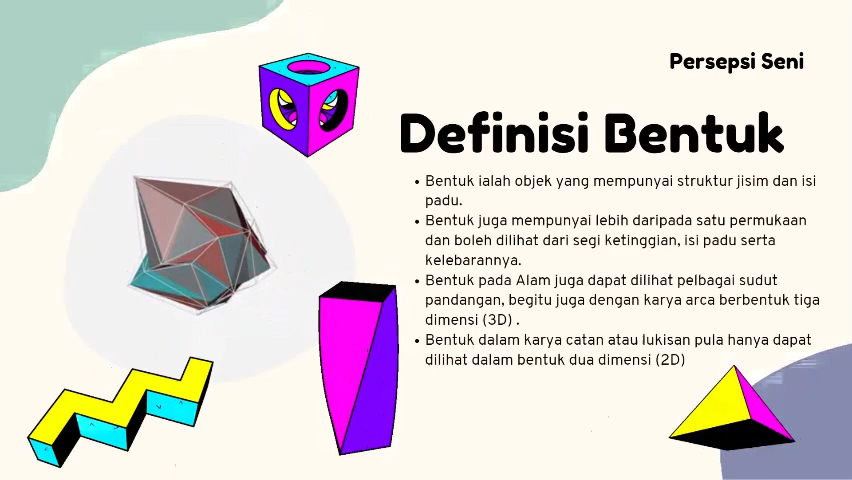 Persepsi Seni
Definisi Bentuk
• Bentuk ialah objek yang mempunyai struktur jisim dan isi
padu.
• Bentuk juga mempunyai lebih daripada satu permukaan
dan boleh dilihat dari segi ketinggian, isi padu serta
kelebarannya.
• Bentuk pada Alam juga dapat dilihat pelbagai sudut
pandangan, begitu juga dengan karya arca berbentuk tiga
dimensi (3D) .
• Bentuk dalam karya catan atau lukisan pula hanya dapat
dilihat dalam bentuk dua dimensi (2D)